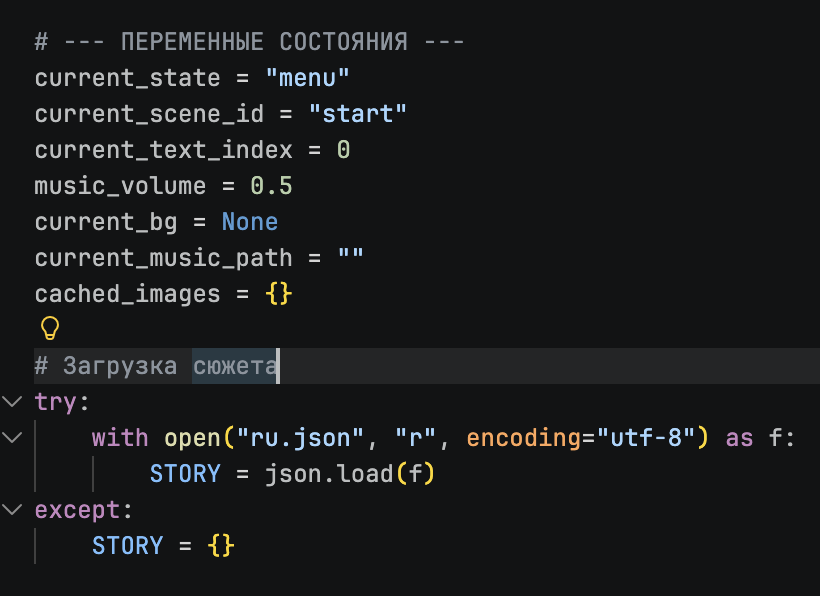 # --- ПЕРЕМЕННЫЕ СОСТОЯНИЯ ---
current_state = "menu"
current_scene_id = "start"
current_text_index = 0
music_volume = 0.5
current_bg = None
current_music_path = ""
cached_images = {}
# Загрузка сюжета
try:
    with open("ru.json", "r", encoding="utf-8") as f:
        STORY = json.load(f)
except:
    STORY = {}